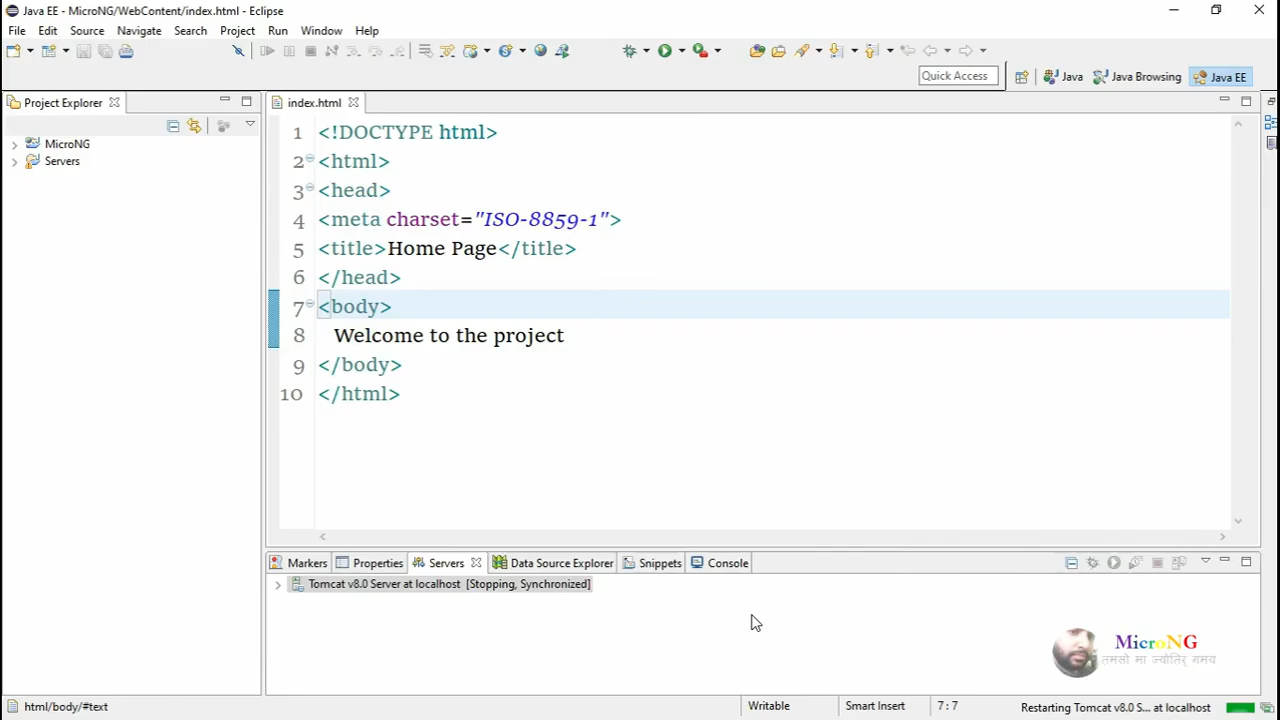 Java EE - MicroNG/WebContent/index.html - Eclipse
File Edit Source Navigate Search Project Run Window Help
Quick Access
Java Java Browsing Java EE
Project Explorer
index.html
MicroNG
Servers
1 <!DOCTYPE html>
2 <html>
3 <head>
4 <meta charset="ISO-8859-1">
5 <title>Home Page</title>
6 </head>
7 <body>
8 Welcome to the project
9 </body>
10 </html>
Markers Properties Servers Data Source Explorer Snippets Console
Tomcat v8.0 Server at localhost [Stopping, Synchronized]
MicroNG
तमसो मा ज्योतिर् गमय
html/body/#text Writable Smart Insert 7 : 7 Restarting Tomcat v8.0 S... at localhost